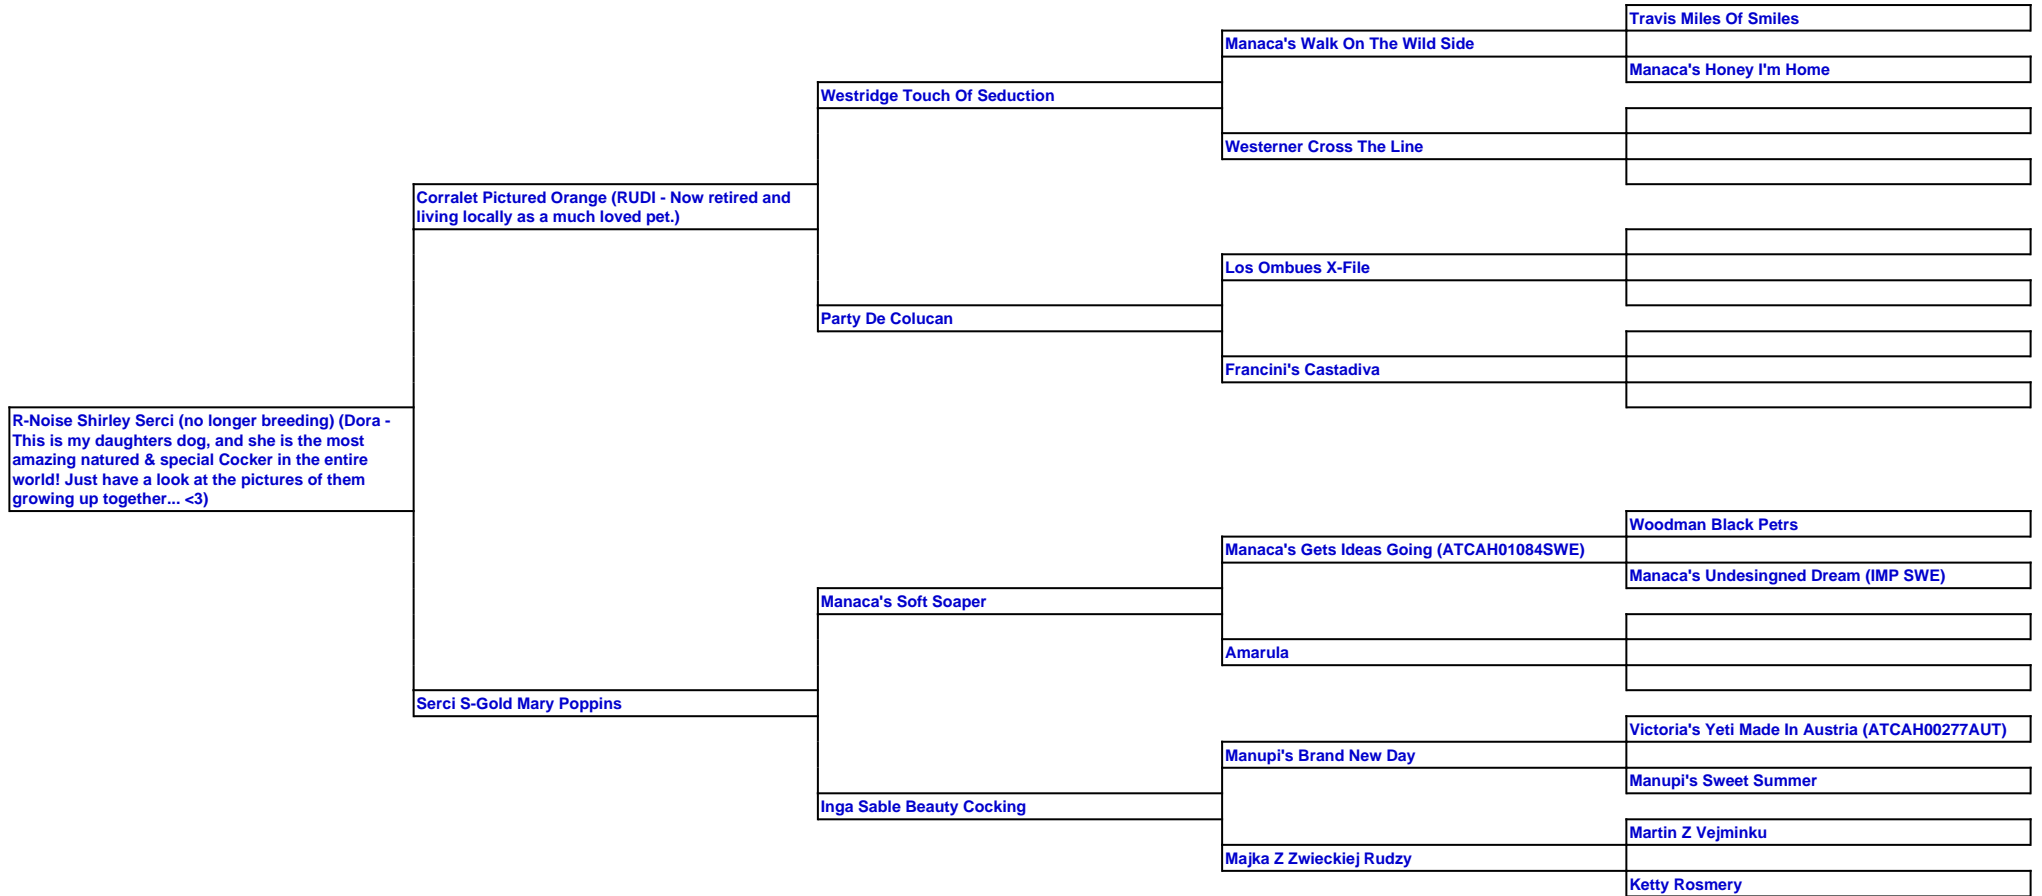 Travis Miles Of Smiles
Manaca's Walk On The Wild Side
Manaca's Honey I'm Home
Westridge Touch Of Seduction
Westerner Cross The Line
Corralet Pictured Orange (RUDI - Now retired and
living locally as a much loved pet.)
Los Ombues X-File
Party De Colucan
Francini's Castadiva
R-Noise Shirley Serci (no longer breeding) (Dora -
This is my daughters dog, and she is the most
amazing natured & special Cocker in the entire
world! Just have a look at the pictures of them
growing up together... <3)
Woodman Black Petrs
Manaca's Gets Ideas Going (ATCAH01084SWE)
Manaca's Undesingned Dream (IMP SWE)
Manaca's Soft Soaper
Amarula
Serci S-Gold Mary Poppins
Victoria's Yeti Made In Austria (ATCAH00277AUT)
Manupi's Brand New Day
Manupi's Sweet Summer
Inga Sable Beauty Cocking
Martin Z Vejminku
Majka Z Zwieckiej Rudzy
Ketty Rosmery